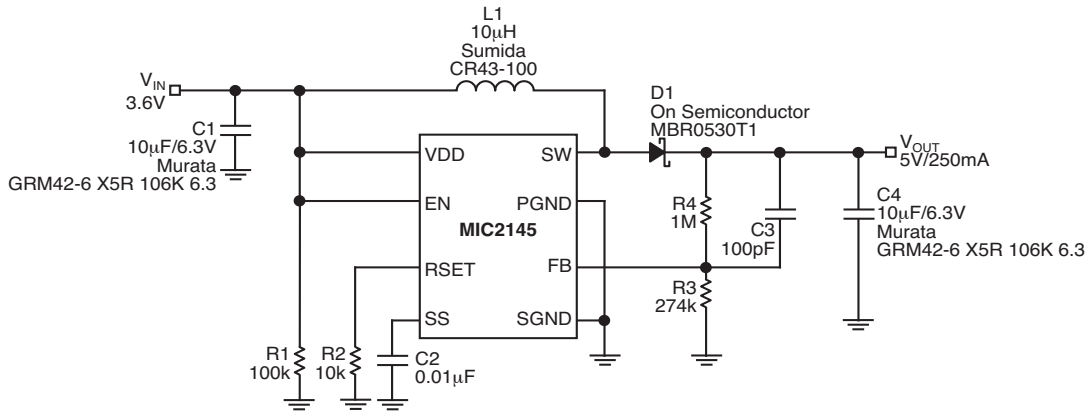 L1
10µH
Sumida
CR43-100
VIN
3.6V
C1
10µF/6.3V
Murata
GRM42-6 X5R 106K 6.3
D1
On Semiconductor
MBR0530T1
VOUT
5V/250mA
VDD
SW
EN
PGND
MIC2145
RSET
FB
SS
SGND
R4
1M
C3
100pF
C4
10µF/6.3V
Murata
GRM42-6 X5R 106K 6.3
R3
274k
R1
100k
R2
10k
C2
0.01µF